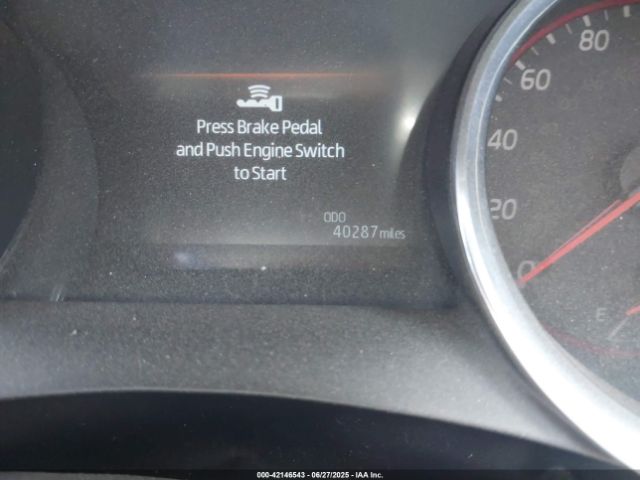 Press Brake Pedal
and Push Engine Switch
to Start
ODO
40287 miles
80
60
40
20
0
E
000-42146543 | 06/27/2025 | IAA Inc.